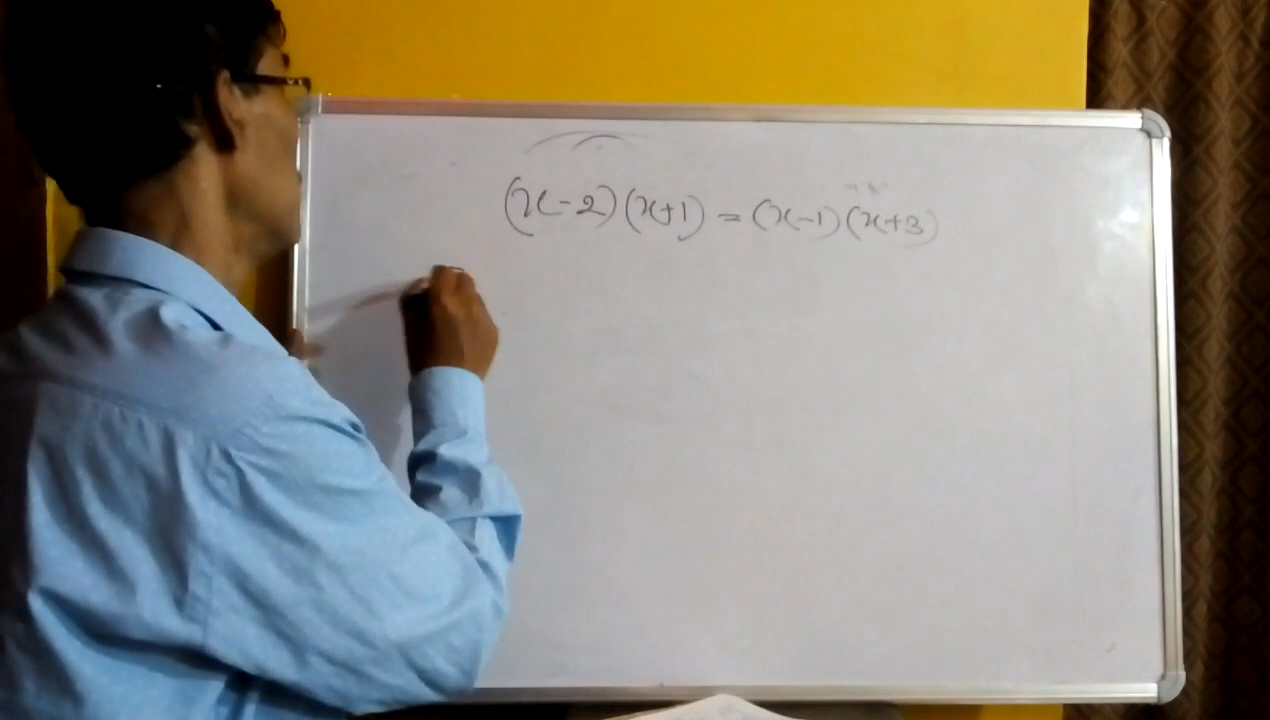 (x-2)(x+1) = (x-1)(x+3)